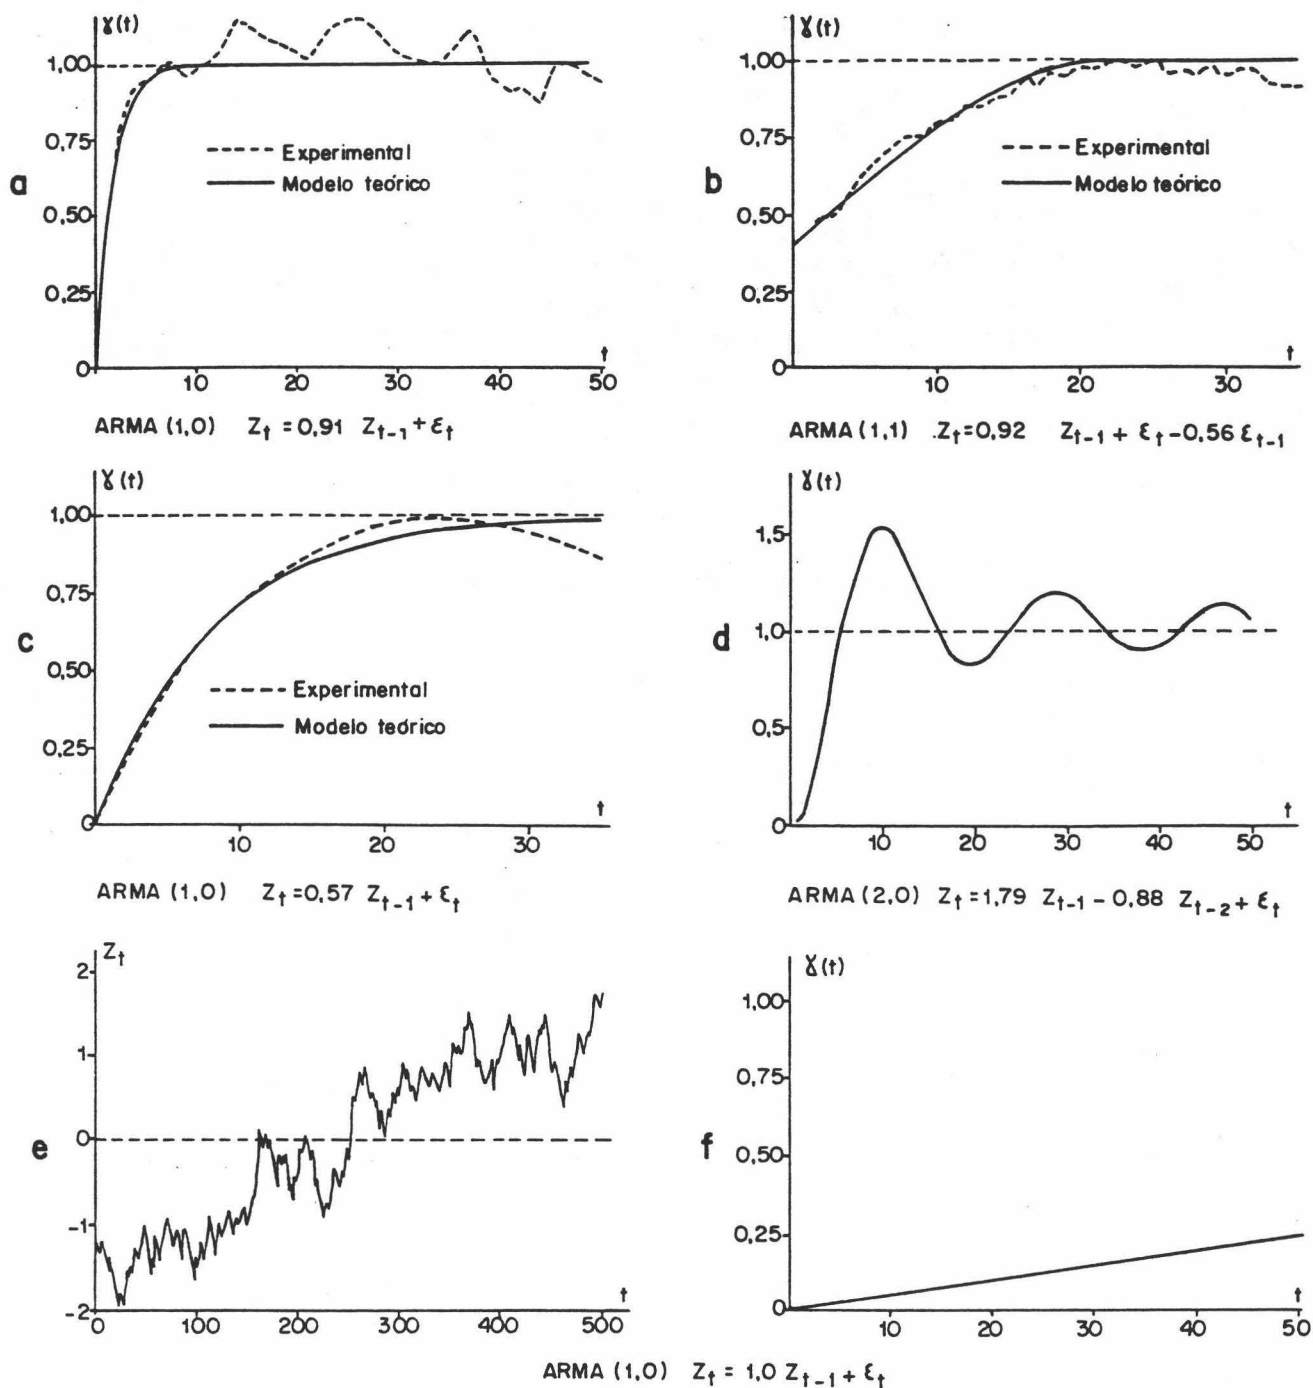 a
γ(t)
1,00
0,75
0,50
0,25
0
10
20
30
40
50
t
Experimental
Modelo teórico
ARMA (1,0) Z_t = 0,91 Z_{t-1} + ε_t
b
γ(t)
1,00
0,75
0,50
0,25
0
10
20
30
t
Experimental
Modelo teórico
ARMA (1,1) .Z_t = 0,92 Z_{t-1} + ε_t - 0,56 ε_{t-1}
c
γ(t)
1,00
0,75
0,50
0,25
0
10
20
30
t
Experimental
Modelo teórico
ARMA (1,0) Z_t = 0,57 Z_{t-1} + ε_t
d
γ(t)
1,5
1,0
0,5
0
10
20
30
40
50
t
ARMA (2,0) Z_t = 1,79 Z_{t-1} - 0,88 Z_{t-2} + ε_t
e
Z_t
2
1
0
-1
-2
0
100
200
300
400
500
t
f
γ(t)
1,00
0,75
0,50
0,25
0
10
20
30
40
50
t
ARMA (1,0) Z_t = 1,0 Z_{t-1} + ε_t